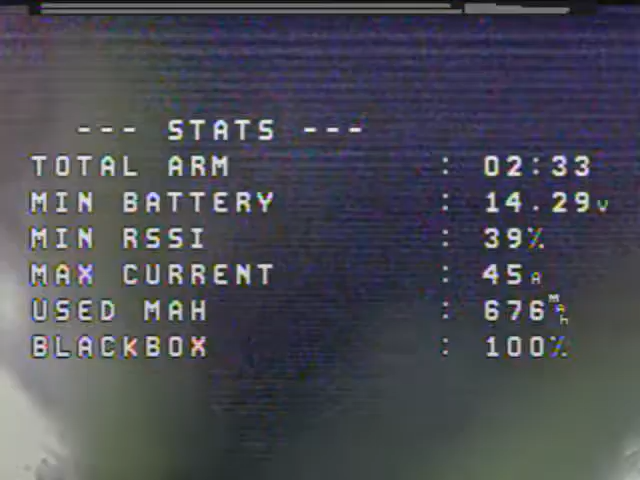 --- STATS ---
TOTAL ARM : 02:33
MIN BATTERY : 14.29V
MIN RSSI : 39%
MAX CURRENT : 45A
USED MAH : 676mAh
BLACKBOX : 100%